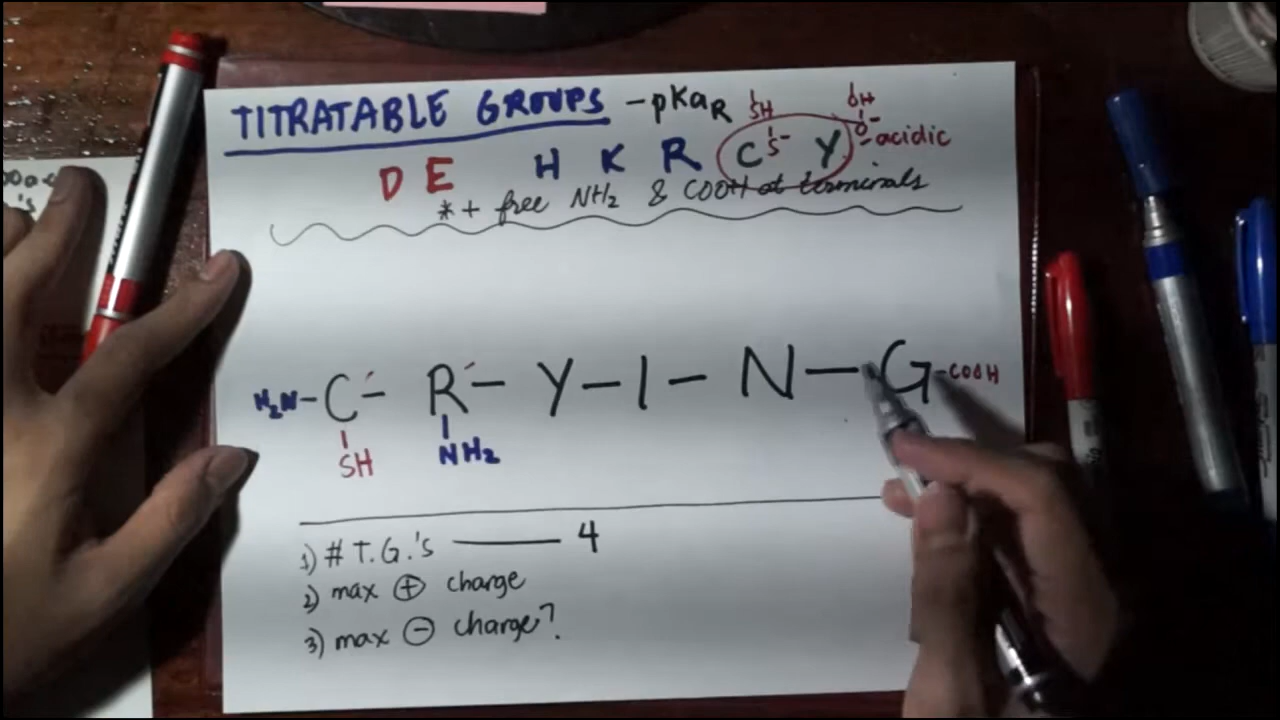 TITRATABLE GROUPS - pKaR
SH OH
D E H K R C S⁻ Y O⁻ - acidic
* + free NH2 & COOH at terminals
H2N - C - R - Y - I - N - G - COOH
SH NH2
1) # T.G.'s —— 4
2) max ⊕ charge
3) max ⊖ charge?